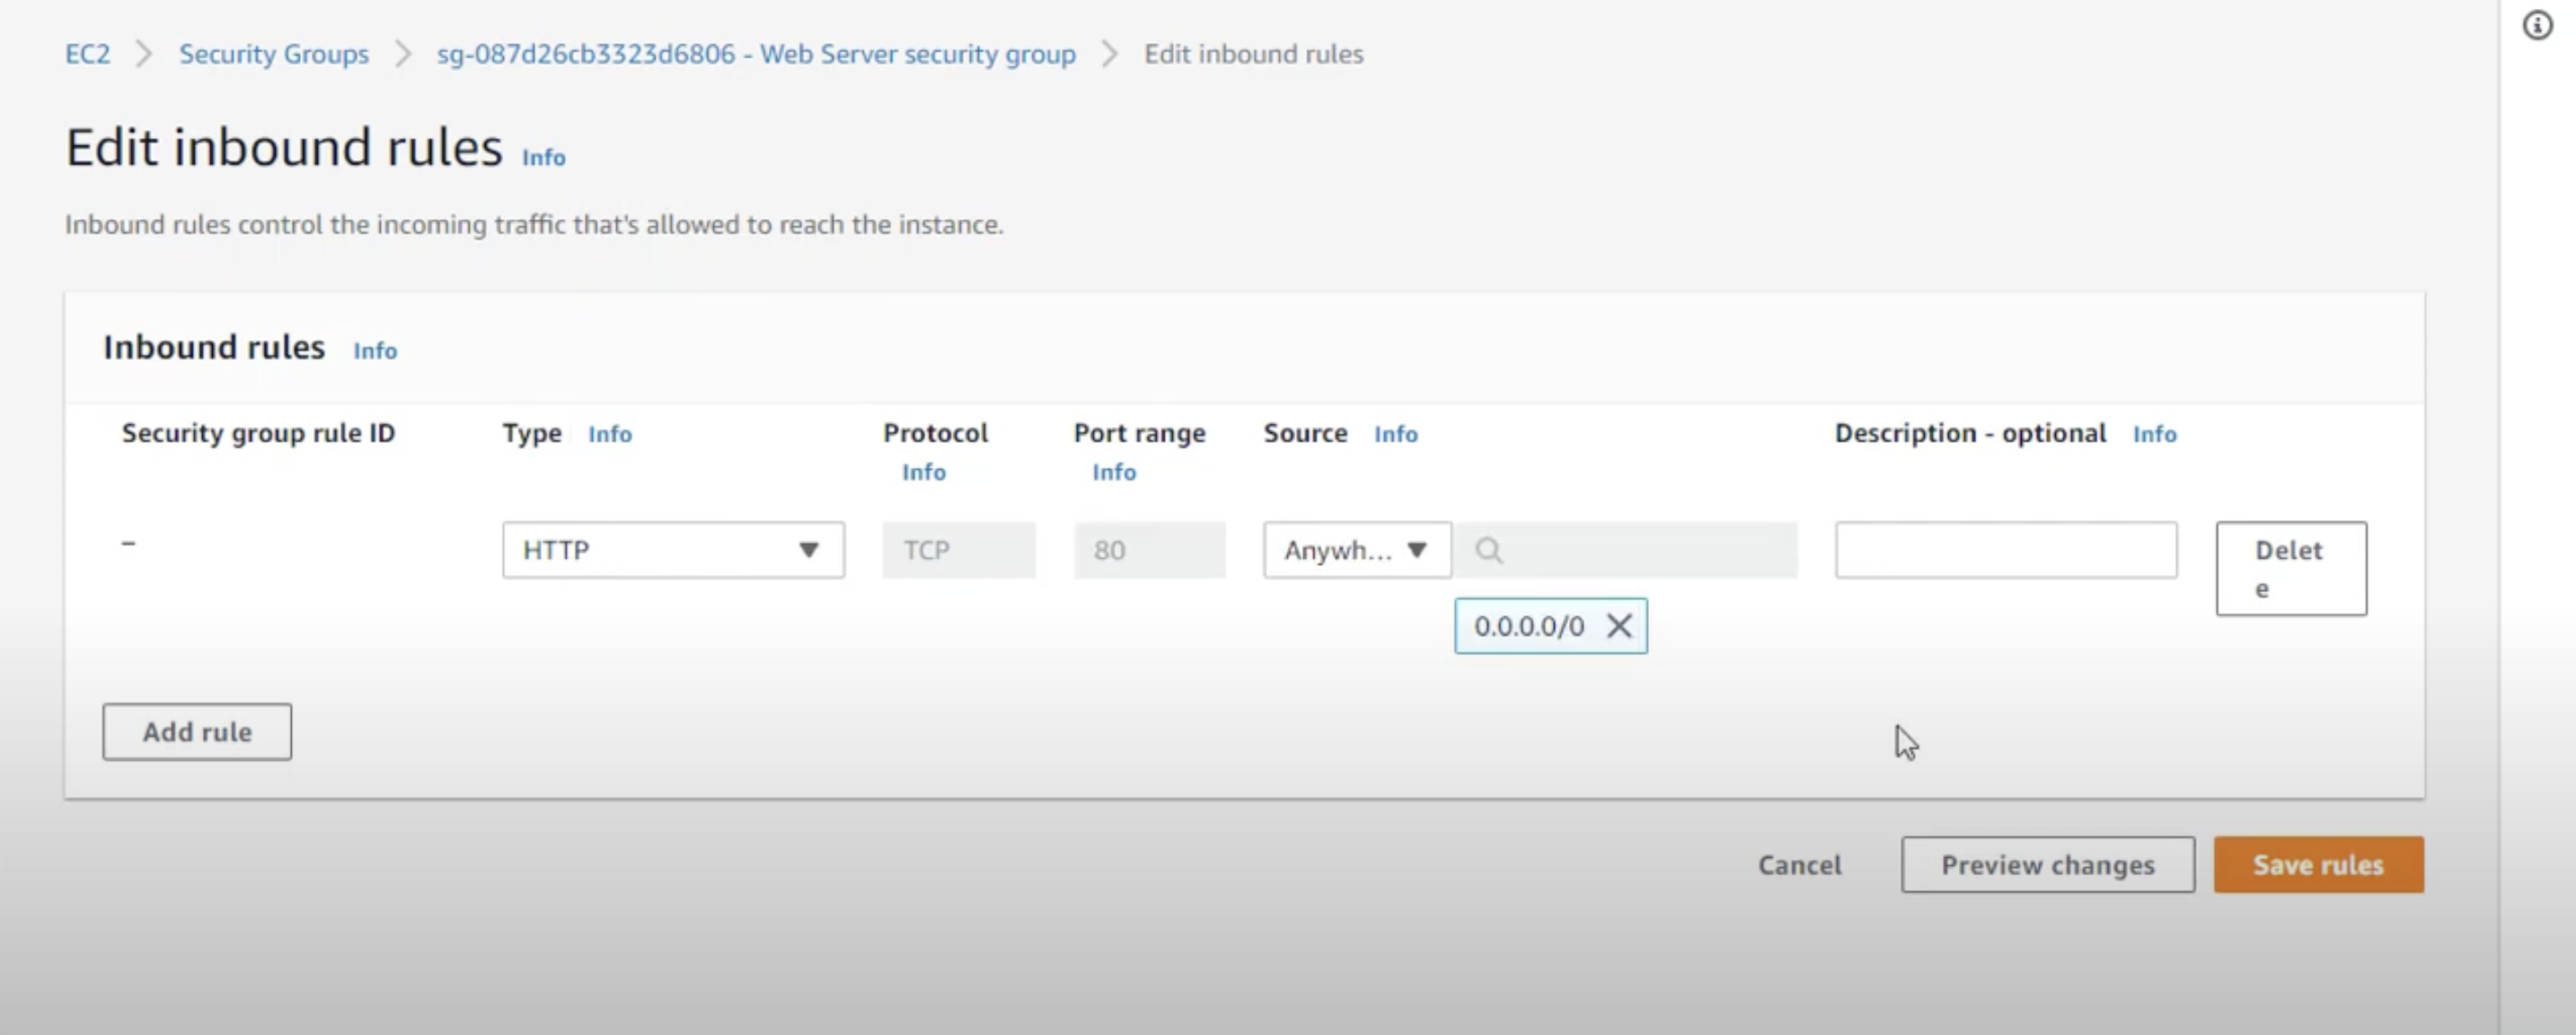 EC2 > Security Groups > sg-087d26cb3323d6806 - Web Server security group > Edit inbound rules
Edit inbound rules Info
Inbound rules control the incoming traffic that's allowed to reach the instance.
Inbound rules Info
Security group rule ID Type Info Protocol Info Port range Info Source Info Description - optional Info
– HTTP TCP 80 Anywh... Delet
e
0.0.0.0/0
Add rule
Cancel Preview changes Save rules